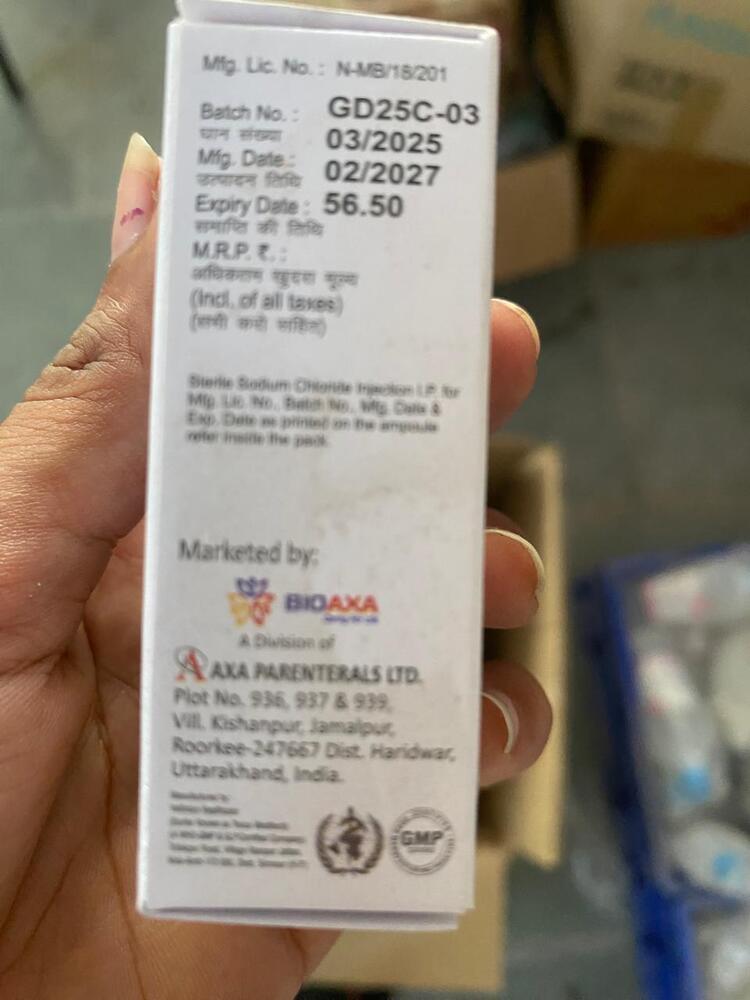 Mfg. Lic. No. : N-MB/18/201
Batch No. : GD25C-03
घान संख्या 03/2025
Mfg. Date.: 02/2027
उत्पादन तिथि
Expiry Date : 56.50
समाप्ति की तिथि
M.R.P. ₹. :
अधिकतम खुदरा मूल्य
(Incl. of all taxes)
(सभी करो सहित)
Sterile Sodium Chloride Injection I.P. for
Mfg. Lic. No., Batch No., Mfg. Date &
Exp. Date as printed on the ampoule
refer inside the pack.
Marketed by:
BIOAXA
A Division of
AXA PARENTERALS LTD.
Plot No. 936, 937 & 939,
Vill. Kishanpur, Jamalpur,
Roorkee-247667 Dist. Haridwar,
Uttarakhand, India.
GMP